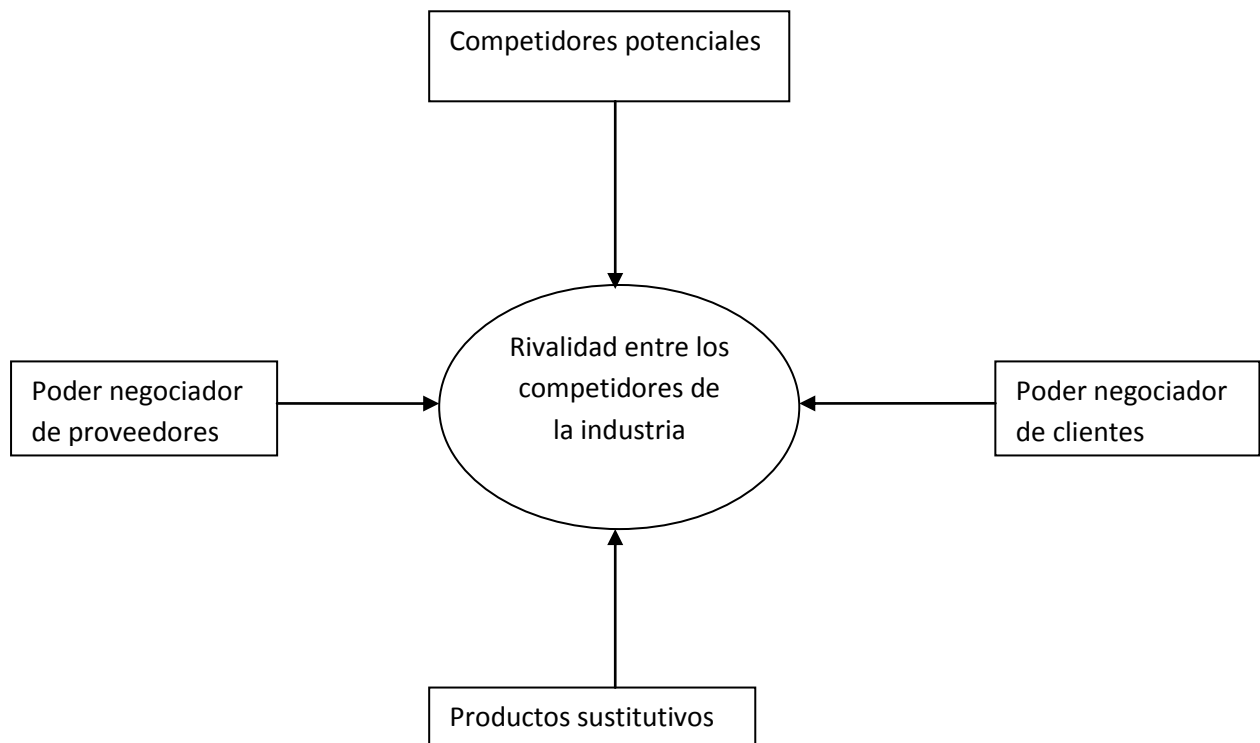 Competidores potenciales
Rivalidad entre los
competidores de
la industria
Poder negociador
de proveedores
Poder negociador
de clientes
Productos sustitutivos